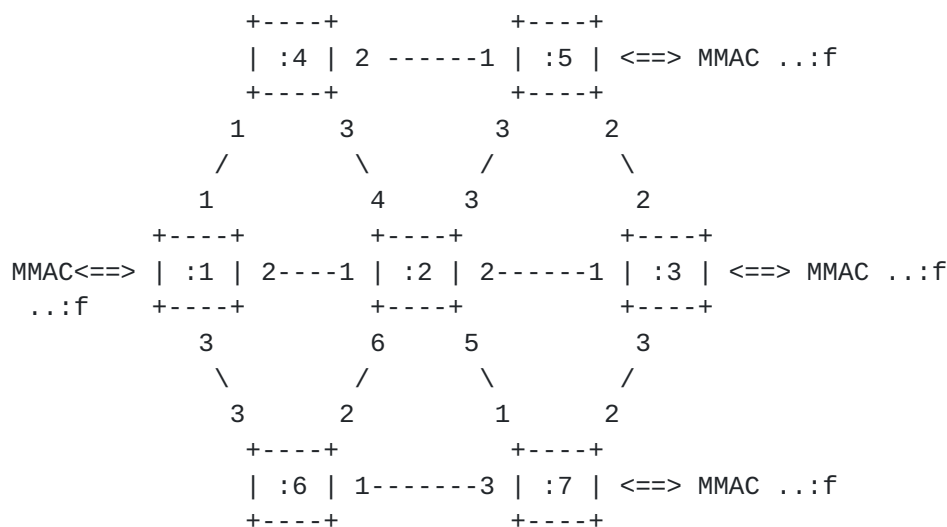 +----+ +----+
| :4 | 2 ------1 | :5 | <==> MMAC ..:f
+----+ +----+
1 3 3 2
/ \ / \
1 4 3 2
+----+ +----+ +----+
MMAC<==> | :1 | 2----1 | :2 | 2------1 | :3 | <==> MMAC ..:f
..:f +----+ +----+ +----+
3 6 5 3
\ / \ /
3 2 1 2
+----+ +----+
| :6 | 1-------3 | :7 | <==> MMAC ..:f
+----+ +----+